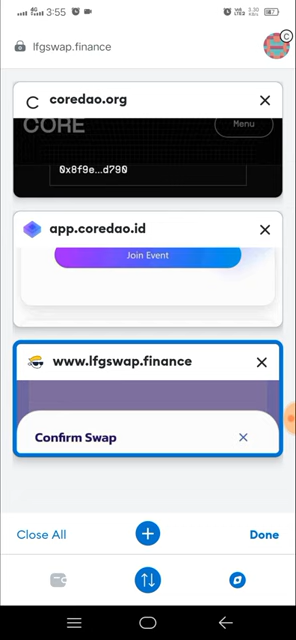 4G 3:55
lfgswap.finance
C
coredao.org
CORE
Menu
0x8f9e...d790
app.coredao.id
Join Event
www.lfgswap.finance
Confirm Swap
Close All
Done